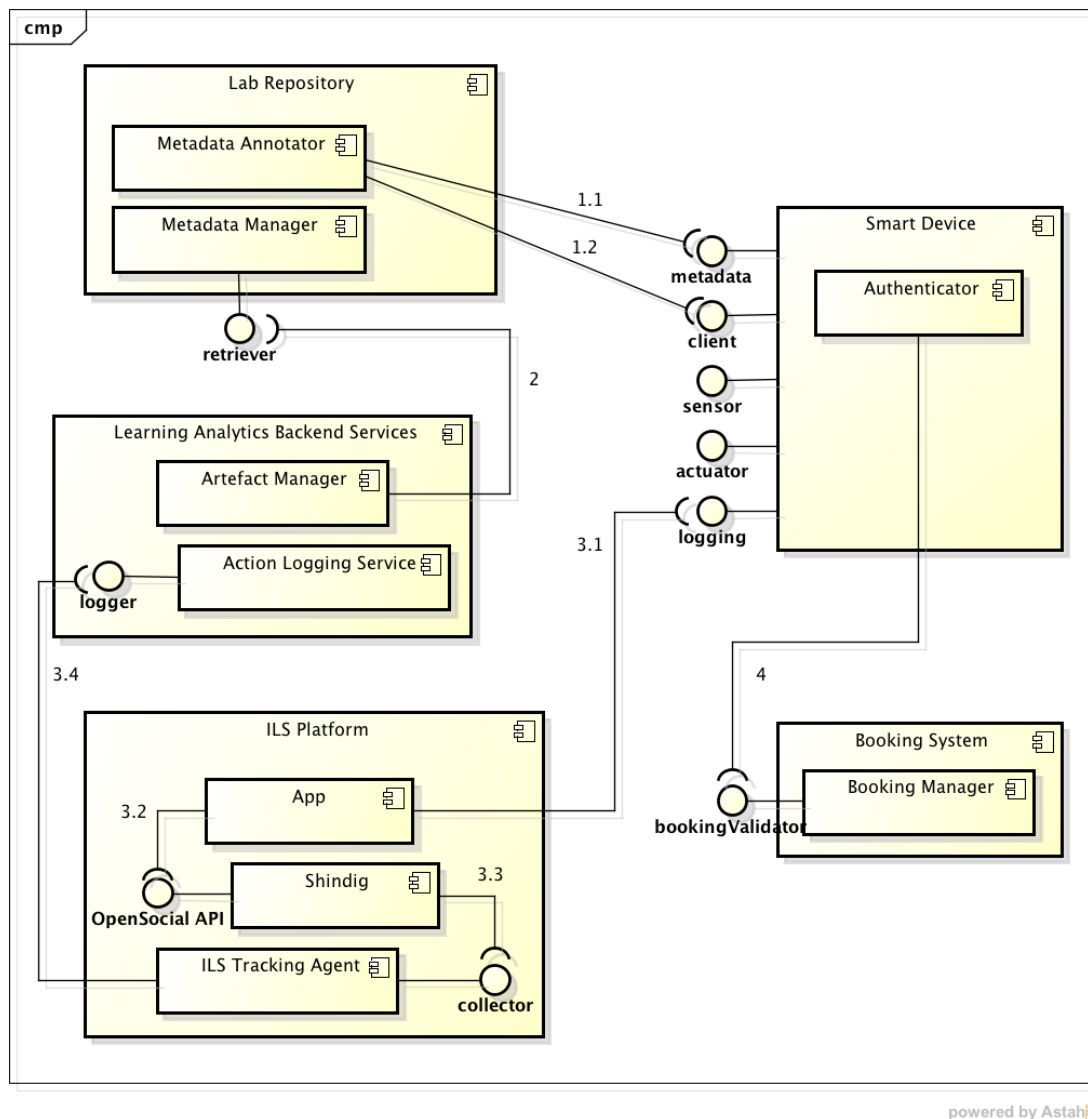 cmp
Lab Repository
Metadata Annotator
Metadata Manager
retriever
1.1
1.2
metadata
client
sensor
actuator
logging
Smart Device
Authenticator
2
Learning Analytics Backend Services
Artefact Manager
Action Logging Service
logger
3.1
3.4
4
ILS Platform
App
3.2
Shindig
3.3
OpenSocial API
ILS Tracking Agent
collector
Booking System
Booking Manager
bookingValidator
powered by Astah